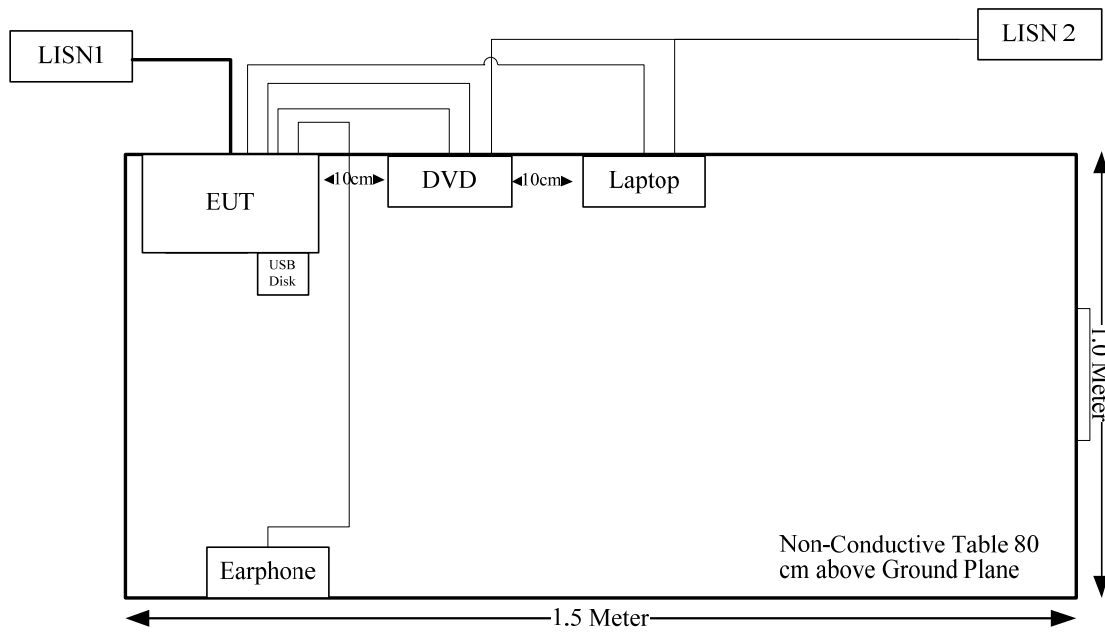 LISN1
LISN 2
EUT
10cm
DVD
10cm
Laptop
USB
Disk
1.0 Meter
Earphone
Non-Conductive Table 80
cm above Ground Plane
1.5 Meter